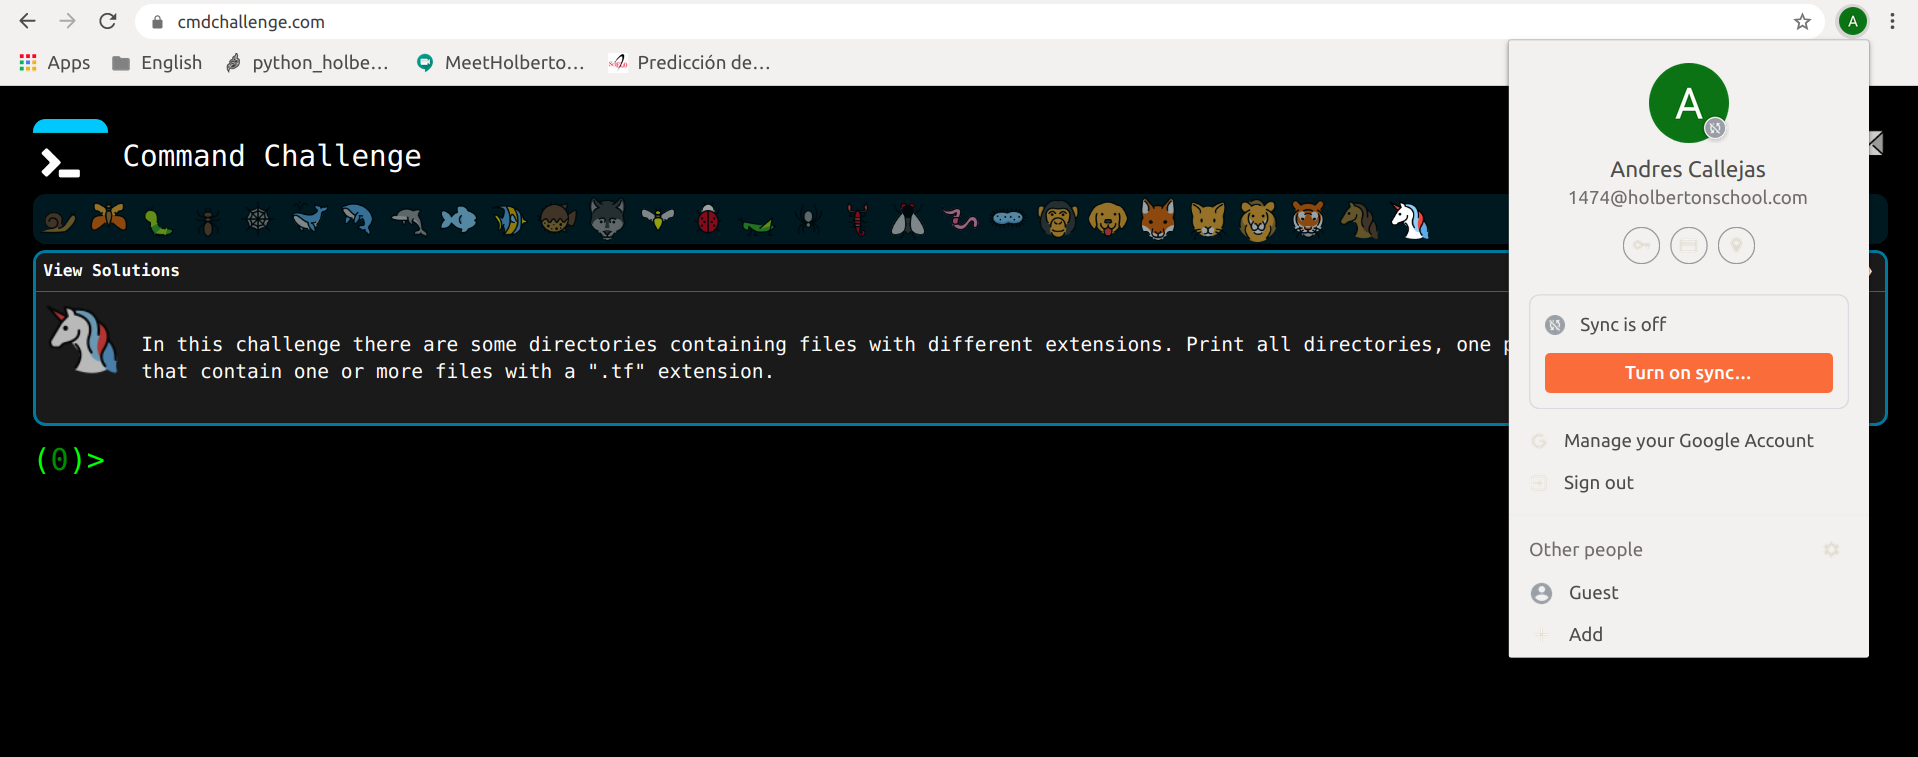 cmdchallenge.com
A
Apps
English
python_holbe...
MeetHolberto...
Predicción de...
Command Challenge
View Solutions
In this challenge there are some directories containing files with different extensions. Print all directories, one
that contain one or more files with a ".tf" extension.
(0)>
A
Andres Callejas
1474@holbertonschool.com
Sync is off
Turn on sync...
Manage your Google Account
Sign out
Other people
Guest
Add